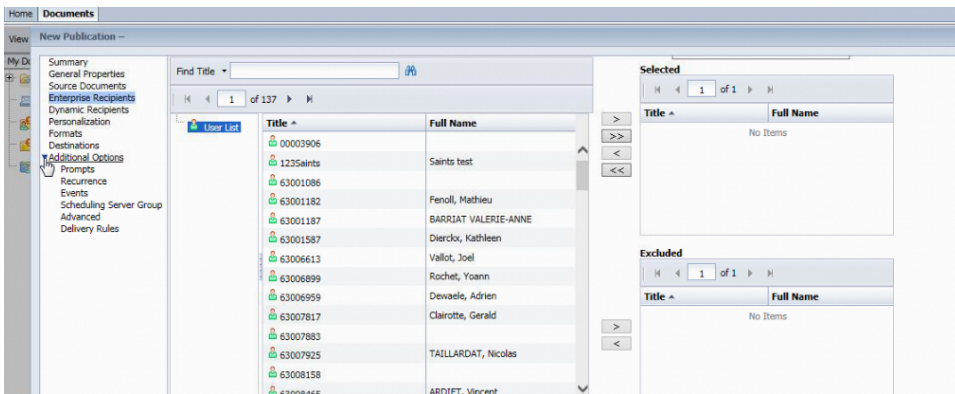 Home Documents
View New Publication –
My Do
Summary
General Properties
Source Documents
Enterprise Recipients
Dynamic Recipients
Personalization
Formats
Destinations
Additional Options
Prompts
Recurrence
Events
Scheduling Server Group
Advanced
Delivery Rules
Find Title
1 of 137
User List
Title Full Name
00003906
123Saints Saints test
63001086
63001182 Fenoll, Mathieu
63001187 BARRIAT VALERIE-ANNE
63001587 Dierckx, Kathleen
63006613 Vallot, Joel
63006899 Rochet, Yoann
63006959 Dewaele, Adrien
63007817 Clairotte, Gerald
63007883
63007925 TAILLARDAT, Nicolas
63008158
63008465 ARDIET, Vincent
>
>>
<
<<
Selected
1 of 1
Title Full Name
No Items
Excluded
1 of 1
Title Full Name
No Items
>
<